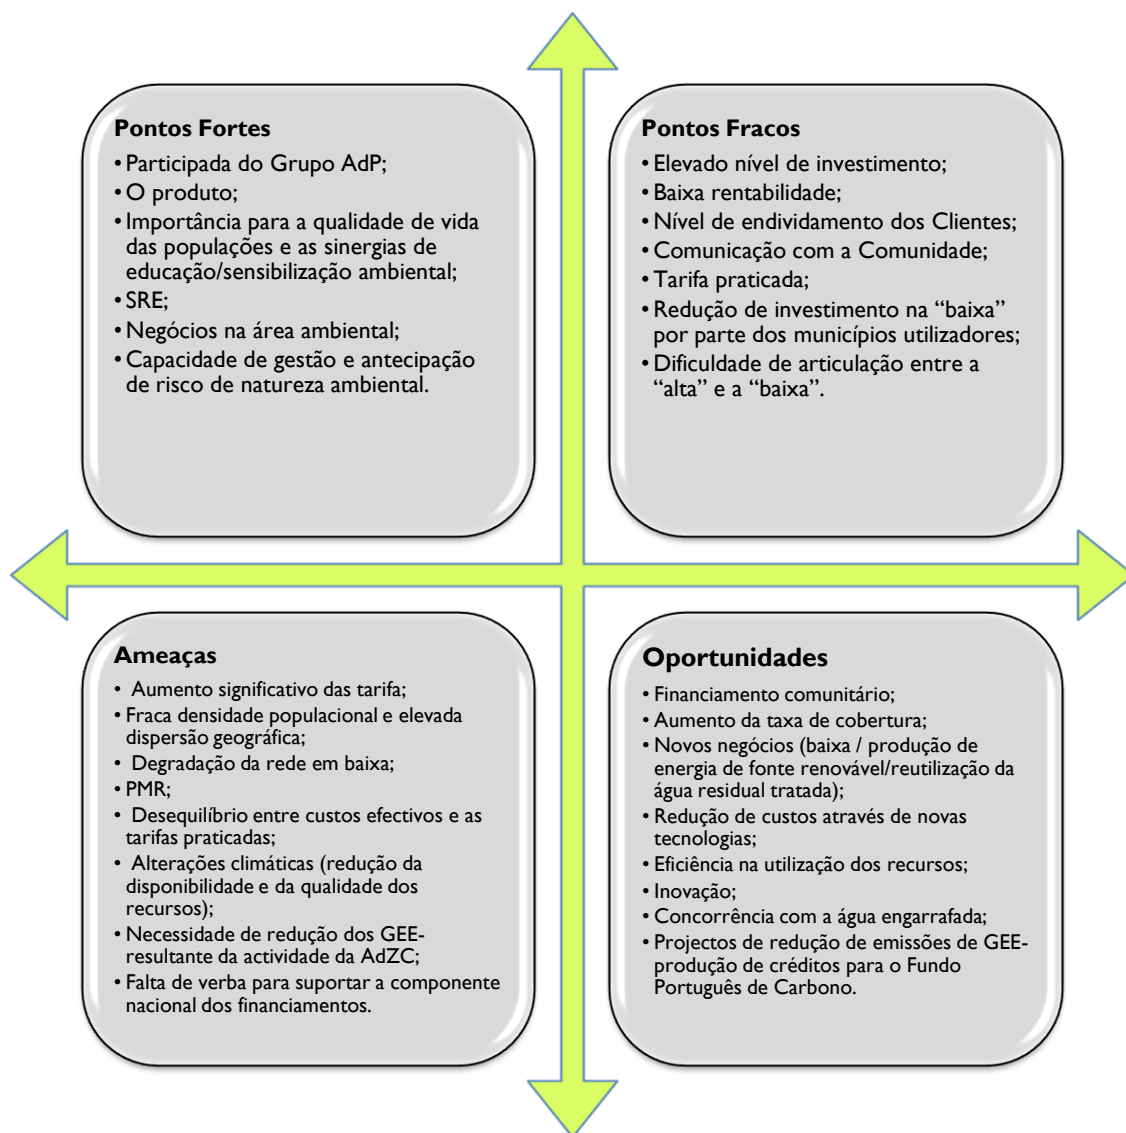 Pontos Fortes
• Participada do Grupo AdP;
• O produto;
• Importância para a qualidade de vida
das populações e as sinergias de
educação/sensibilização ambiental;
• SRE;
• Negócios na área ambiental;
• Capacidade de gestão e antecipação
de risco de natureza ambiental.
Pontos Fracos
• Elevado nível de investimento;
• Baixa rentabilidade;
• Nível de endividamento dos Clientes;
• Comunicação com a Comunidade;
• Tarifa praticada;
• Redução de investimento na “baixa”
por parte dos municípios utilizadores;
• Dificuldade de articulação entre a
“alta” e a “baixa”.
Ameaças
• Aumento significativo das tarifa;
• Fraca densidade populacional e elevada
dispersão geográfica;
• Degradação da rede em baixa;
• PMR;
• Desequilíbrio entre custos efectivos e as
tarifas praticadas;
• Alterações climáticas (redução da
disponibilidade e da qualidade dos
recursos);
• Necessidade de redução dos GEE-
resultante da actividade da AdZC;
• Falta de verba para suportar a componente
nacional dos financiamentos.
Oportunidades
• Financiamento comunitário;
• Aumento da taxa de cobertura;
• Novos negócios (baixa / produção de
energia de fonte renovável/reutilização da
água residual tratada);
• Redução de custos através de novas
tecnologias;
• Eficiência na utilização dos recursos;
• Inovação;
• Concorrência com a água engarrafada;
• Projectos de redução de emissões de GEE-
produção de créditos para o Fundo
Português de Carbono.